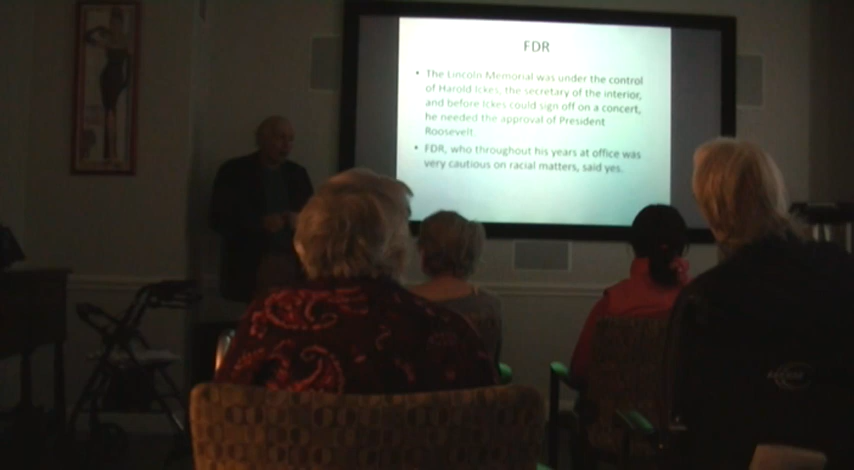 FDR
• The Lincoln Memorial was under the control
of Harold Ickes, the secretary of the interior,
and before Ickes could sign off on a concert,
he needed the approval of President
Roosevelt.
• FDR, who throughout his years at office was
very cautious on racial matters, said yes.